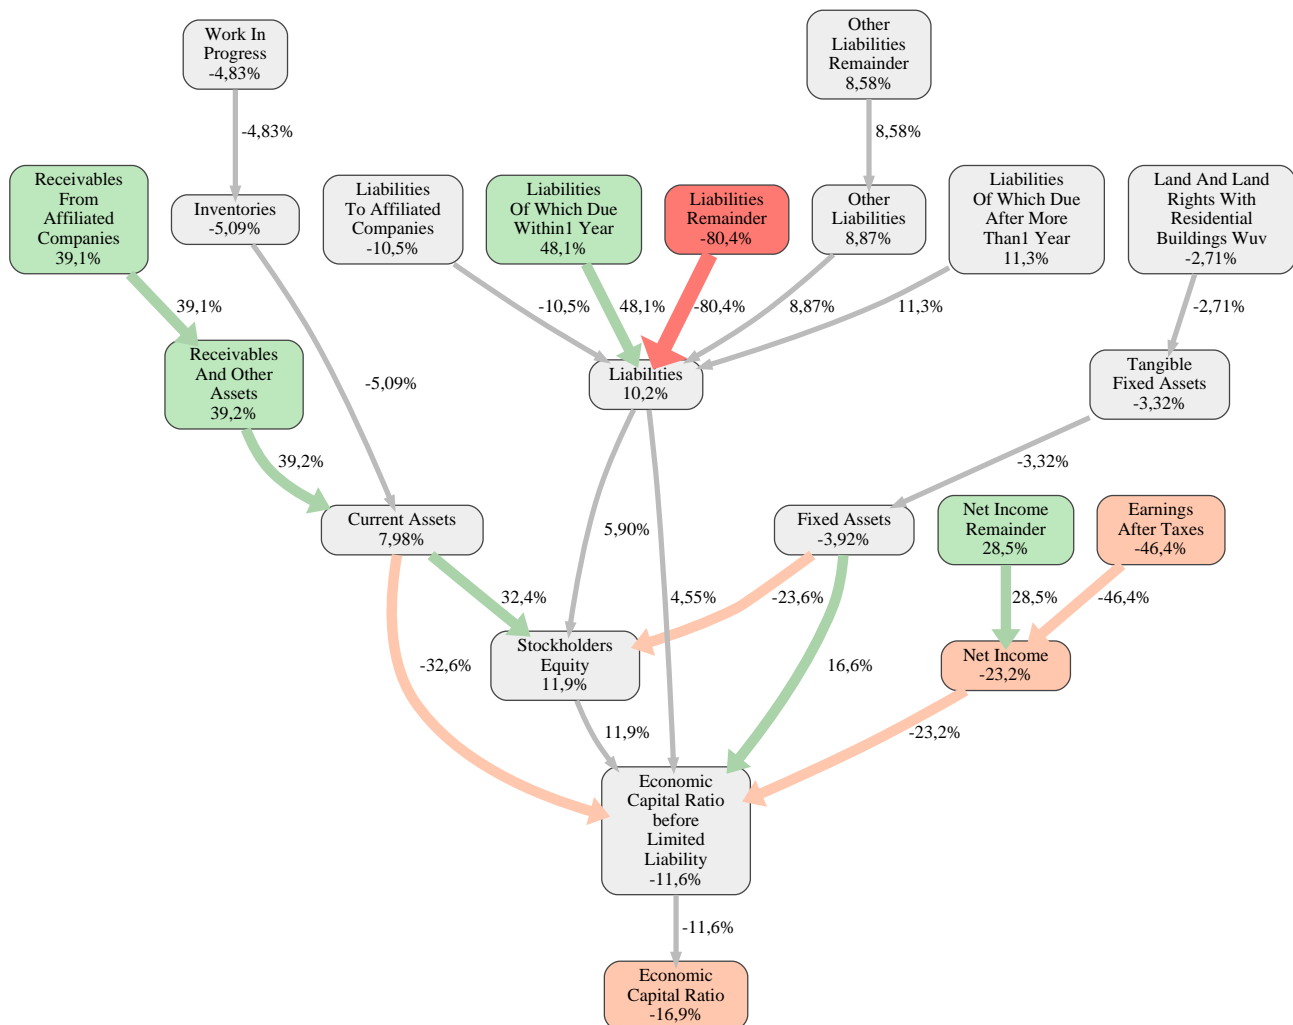 Work In
Progress
-4,83%
Other
Liabilities
Remainder
8,58%
-4,83%
8,58%
Receivables
From
Affiliated
Companies
39,1%
Inventories
-5,09%
Liabilities
To Affiliated
Companies
-10,5%
Liabilities
Of Which Due
Within1 Year
48,1%
Liabilities
Remainder
-80,4%
Other
Liabilities
8,87%
Liabilities
Of Which Due
After More
Than1 Year
11,3%
Land And Land
Rights With
Residential
Buildings Wuv
-2,71%
39,1%
-10,5%
48,1%
-80,4%
8,87%
11,3%
-2,71%
Receivables
And Other
Assets
39,2%
-5,09%
Liabilities
10,2%
Tangible
Fixed Assets
-3,32%
39,2%
-3,32%
Current Assets
7,98%
5,90%
Fixed Assets
-3,92%
Net Income
Remainder
28,5%
Earnings
After Taxes
-46,4%
32,4%
4,55%
-23,6%
28,5%
-46,4%
-32,6%
Stockholders
Equity
11,9%
16,6%
Net Income
-23,2%
11,9%
-23,2%
Economic
Capital Ratio
before
Limited
Liability
-11,6%
-11,6%
Economic
Capital Ratio
-16,9%